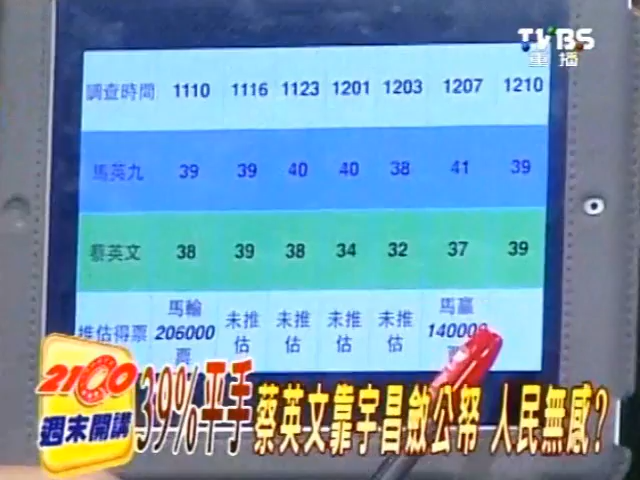 TVBS
重播
調查時間 1110 1116 1123 1201 1203 1207 1210
馬英九 39 39 40 40 38 41 39
蔡英文 38 39 38 34 32 37 39
推估得票 馬輸 206000 票 未推估 未推估 未推估 未推估 馬贏 140000
2100
週末開講
39%平手 蔡英文靠宇昌斂公帑 人民無感?